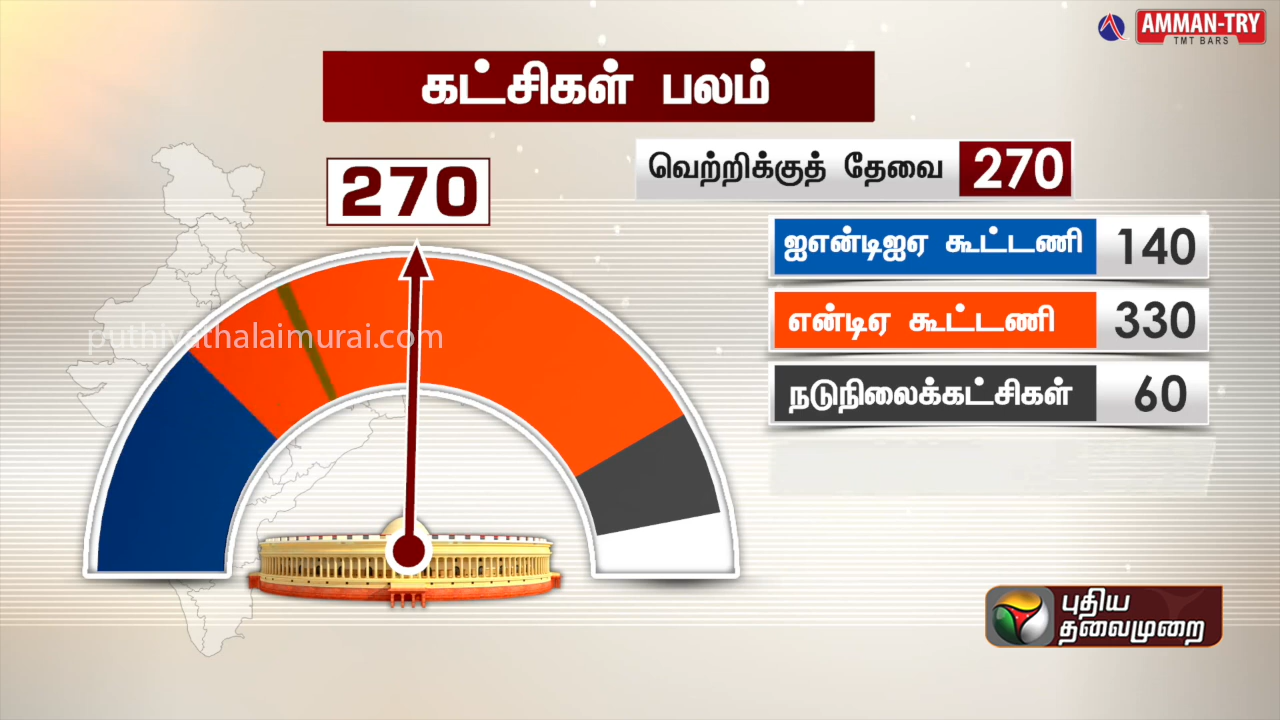 AMMAN-TRY
TMT BARS
கட்சிகள் பலம்
270
வெற்றிக்குத் தேவை 270
ஐஎன்டிஐஏ கூட்டணி 140
என்டிஏ கூட்டணி 330
நடுநிலைக்கட்சிகள் 60
puthiyathalaimurai.com
புதிய
தலைமுறை